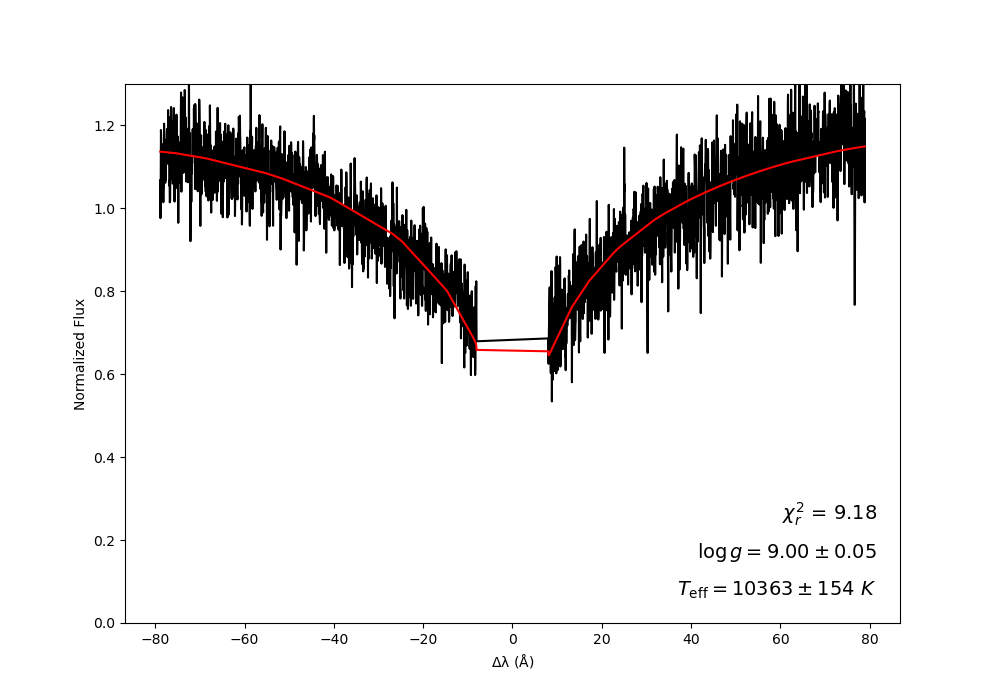 1.2
1.0
0.8
0.6
0.4
0.2
0.0
Normalized Flux
χ²ᵣ = 9.18
log g = 9.00 ± 0.05
T_eff = 10363 ± 154 K
−80 −60 −40 −20 0 20 40 60 80
Δλ (Å)